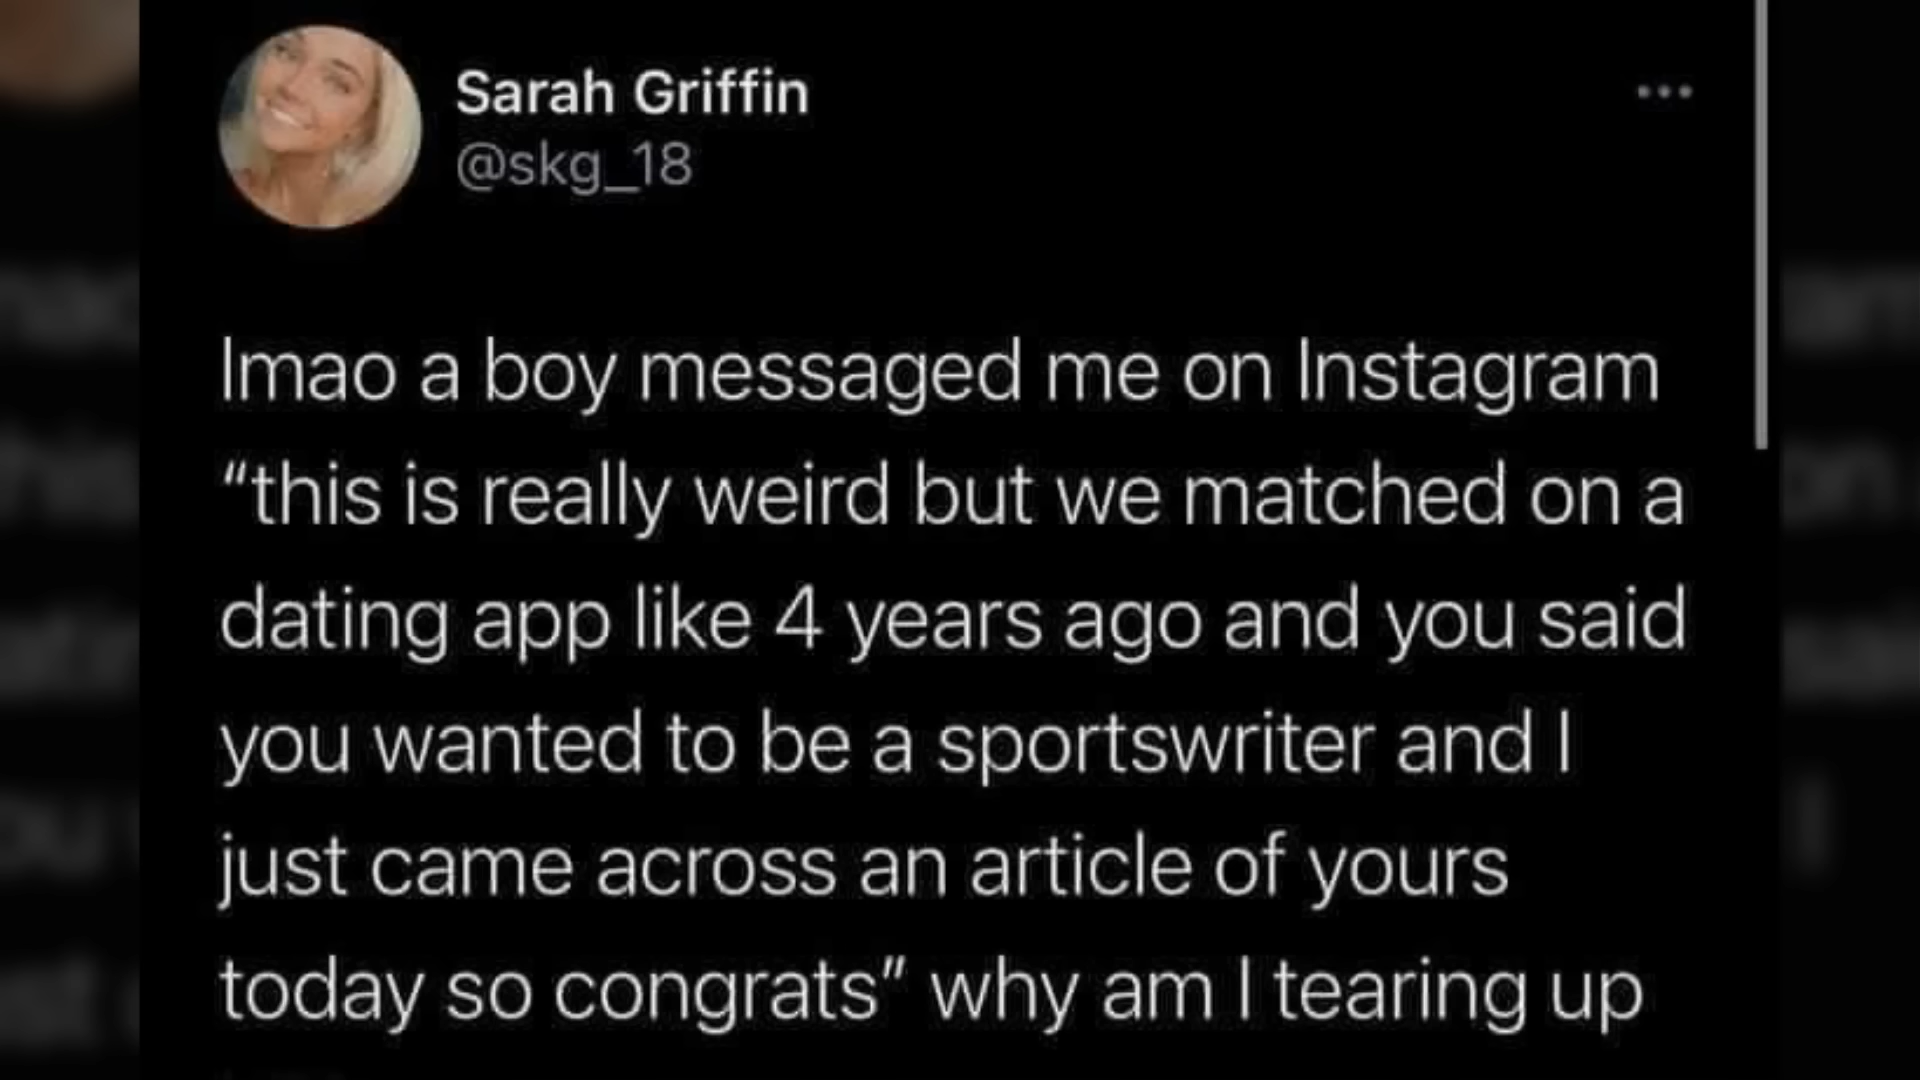 Sarah Griffin
@skg_18
lmao a boy messaged me on Instagram
“this is really weird but we matched on a
dating app like 4 years ago and you said
you wanted to be a sportswriter and I
just came across an article of yours
today so congrats” why am I tearing up